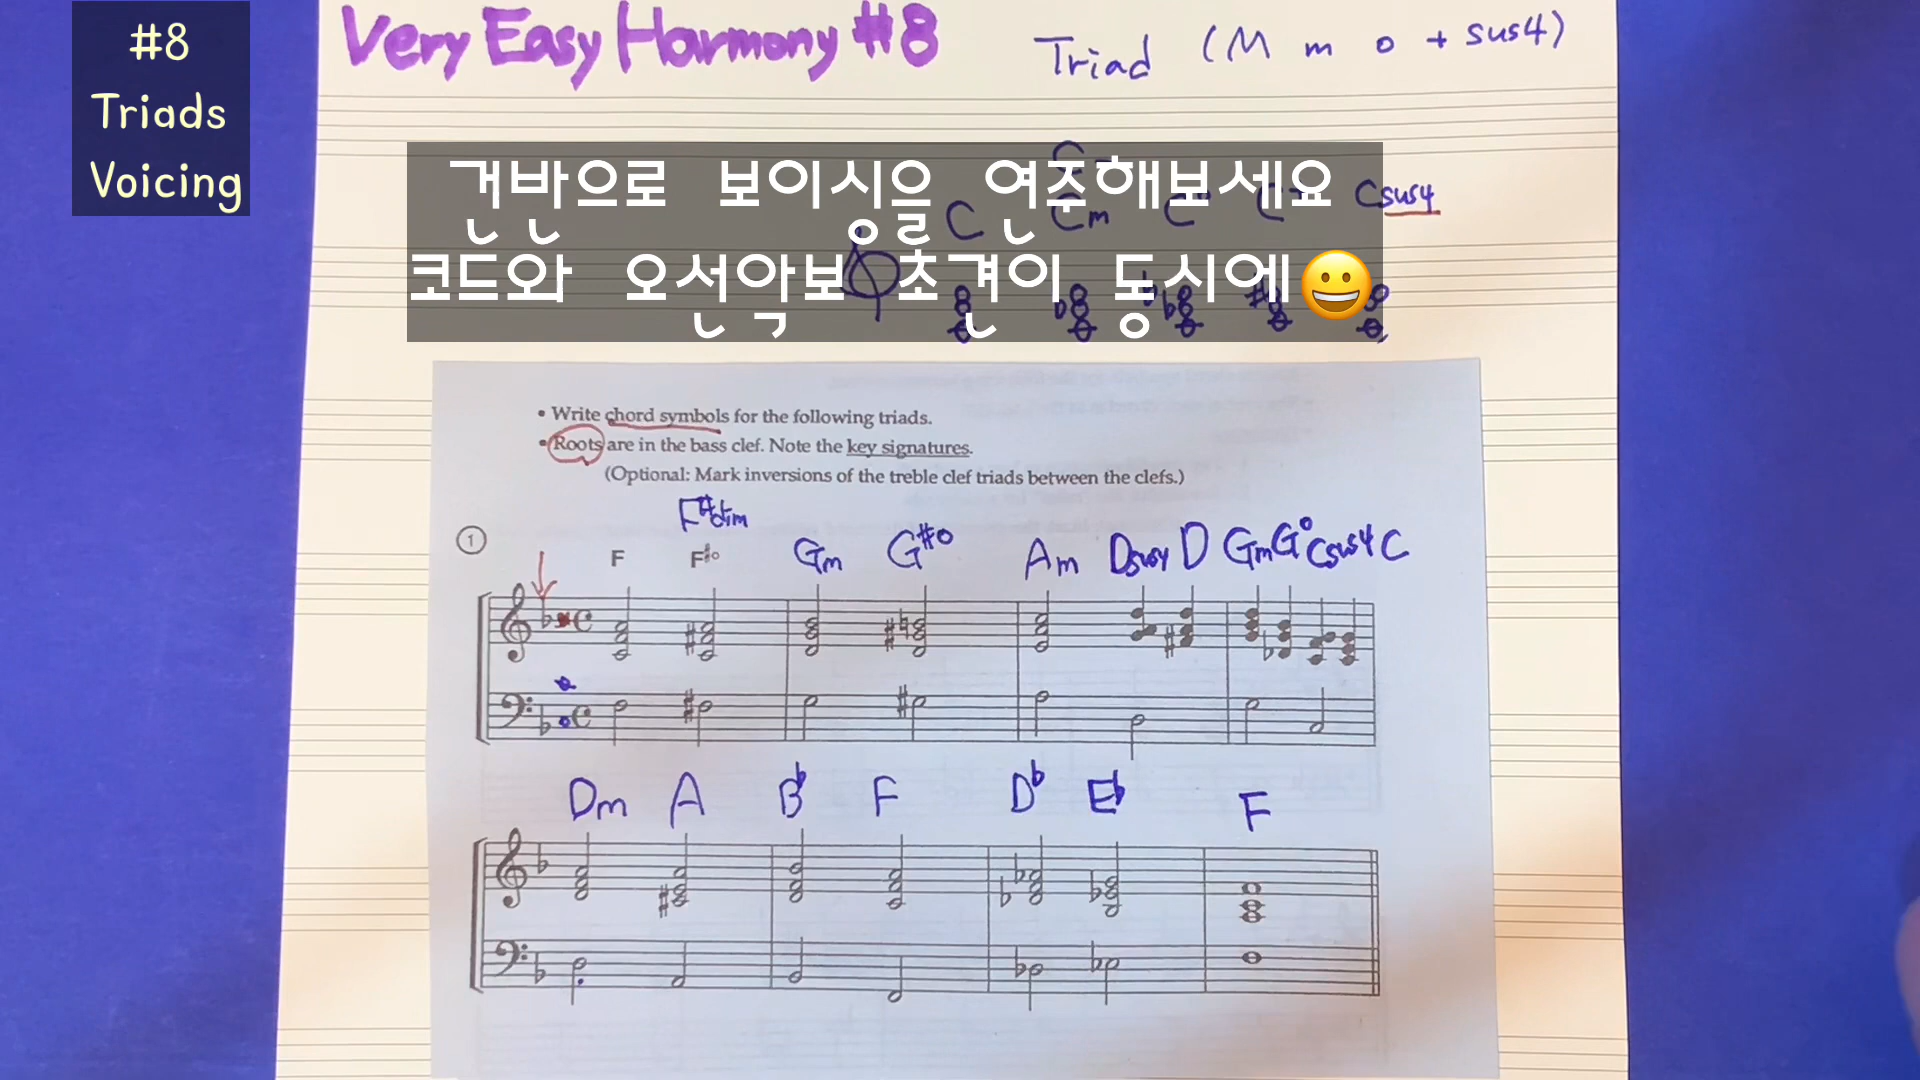 #8
Triads
Voicing
Very Easy Harmony #8
Triad (M m o + sus4)
건반으로 보이싱을 연주해보세요
코드와 오선악보 초견이 동시에😀
C Cm C° C+ Csus4
• Write chord symbols for the following triads.
• Roots are in the bass clef. Note the key signatures.
(Optional: Mark inversions of the treble clef triads between the clefs.)
F#dim
1
F F#° Gm G#° Am Dsus4 D Gm G° Csus4 C
Dm A B♭ F D♭ E♭ F